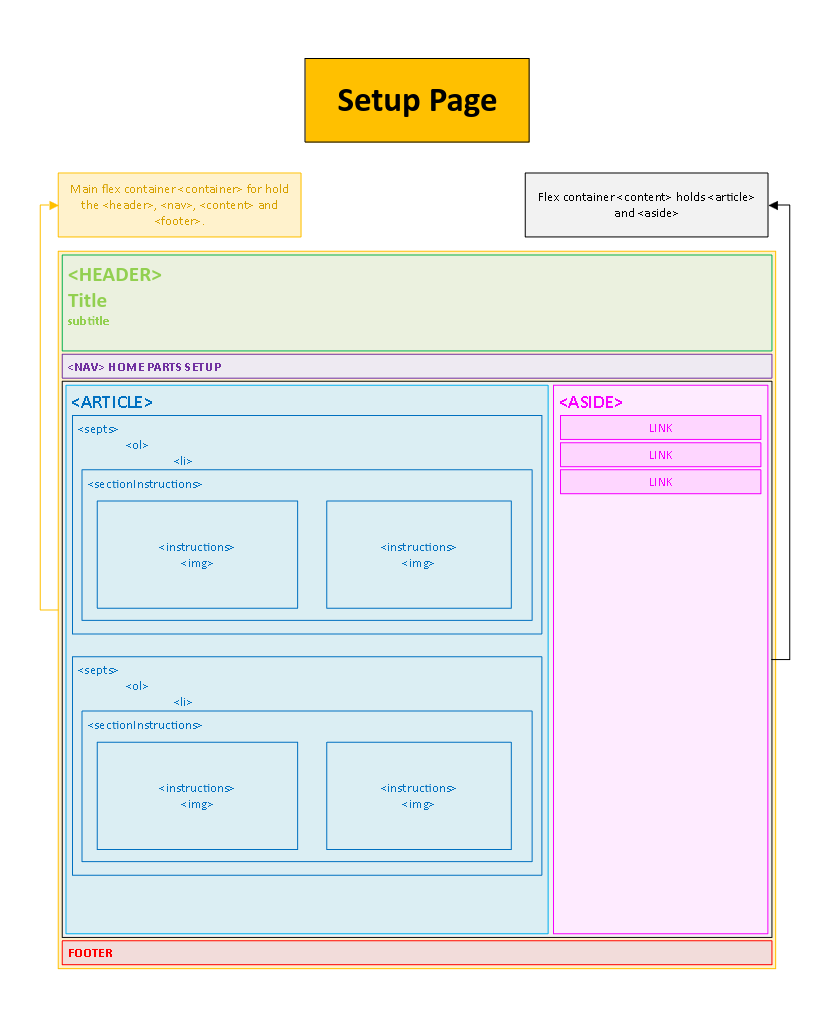 Setup Page
Main flex container <container> for hold
the <header>, <nav>, <content> and
<footer>.
Flex container <content> holds <article>
and <aside>
<HEADER>
Title
subtitle
<NAV> HOME PARTS SETUP
<ARTICLE>
<septs>
<ol>
<li>
<sectionInstructions>
<instructions>
<img>
<instructions>
<img>
<septs>
<ol>
<li>
<sectionInstructions>
<instructions>
<img>
<instructions>
<img>
<ASIDE>
LINK
LINK
LINK
FOOTER